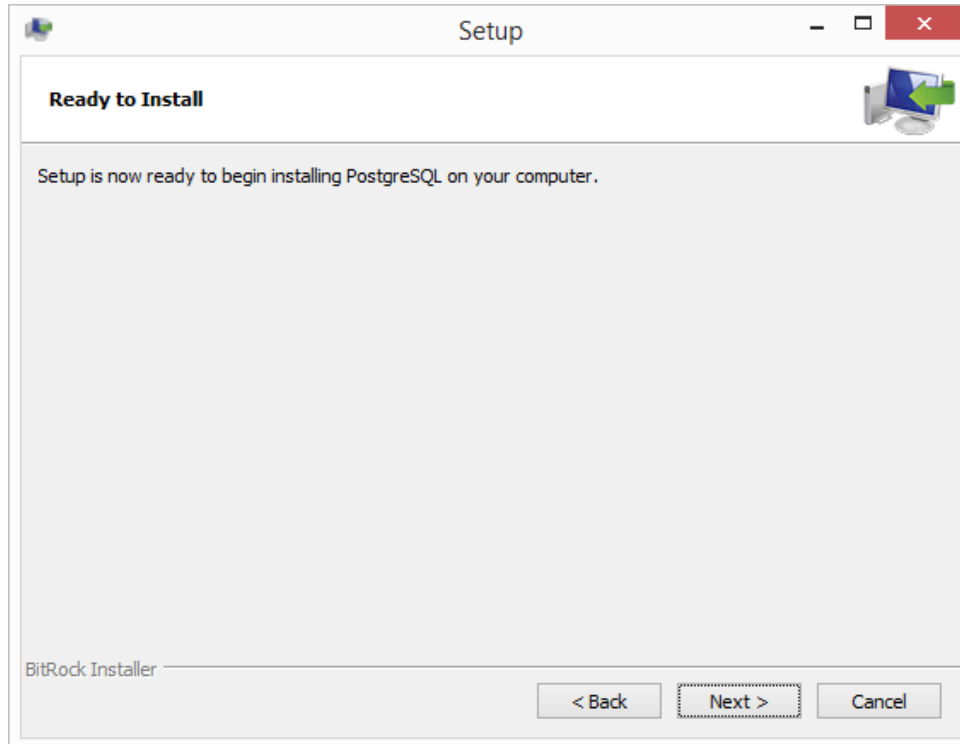 Setup
Ready to Install
Setup is now ready to begin installing PostgreSQL on your computer.
BitRock Installer
< Back
Next >
Cancel